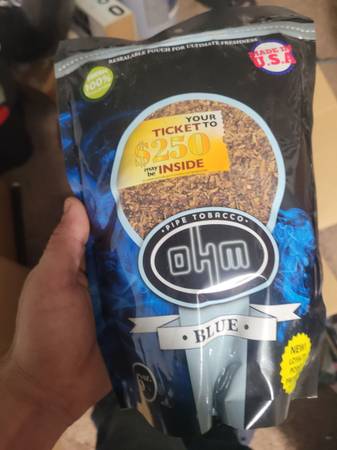 RESEALABLE POUCH FOR ULTIMATE FRESHNESS
MADE IN
U.S.A
100%
YOUR
TICKET TO
$250
may be INSIDE
• PIPE TOBACCO •
ohm
• BLUE •
NEW!